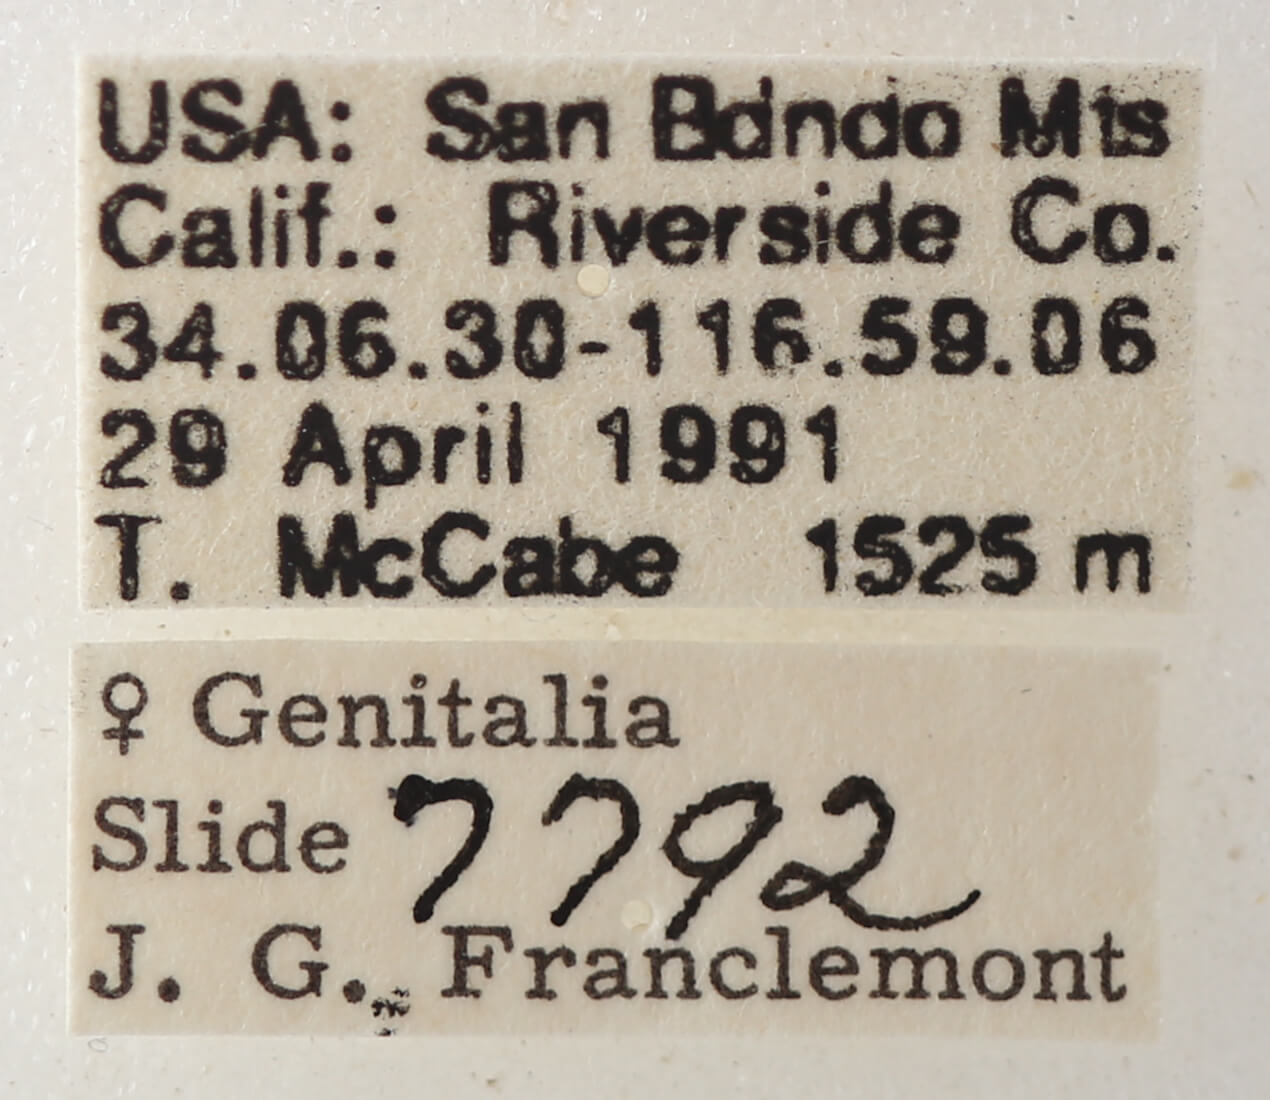 USA: San Bdndo Mts
Calif.: Riverside Co.
34.06.30-116.59.06
29 April 1991
T. McCabe 1525 m
♀ Genitalia
Slide 7792
J. G. Franclemont